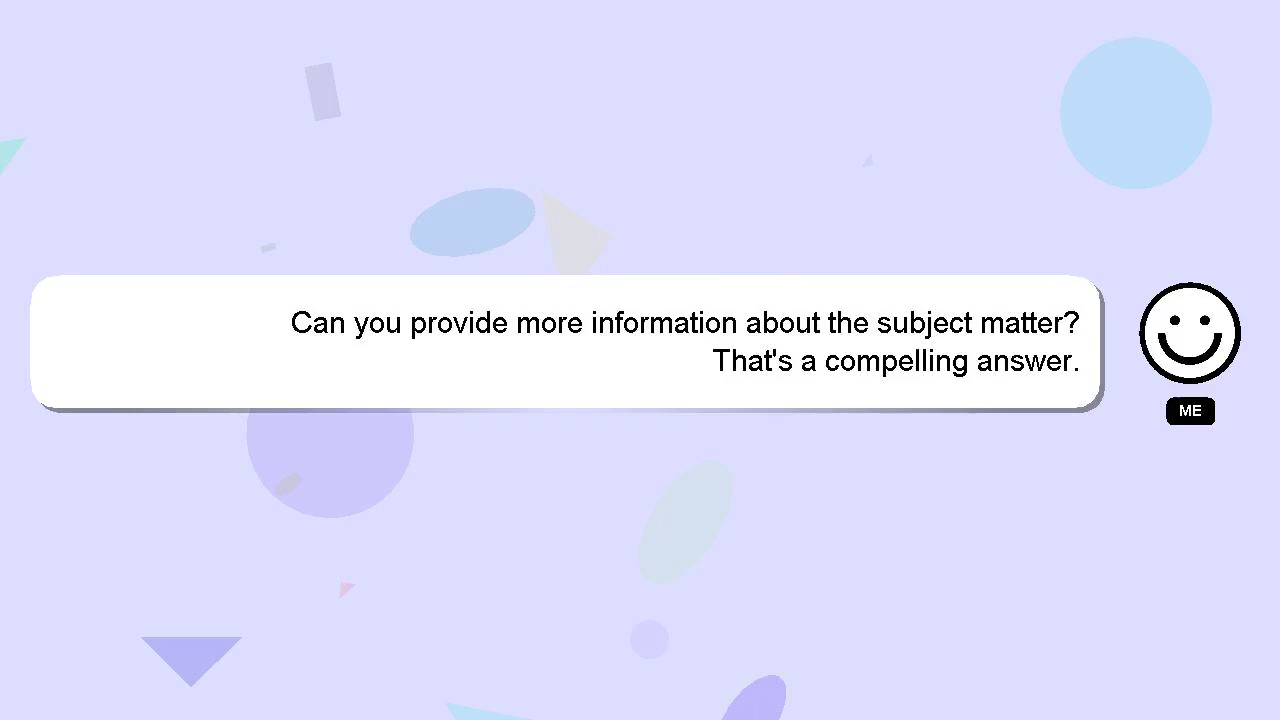 Can you provide more information about the subject matter?
That's a compelling answer.
ME